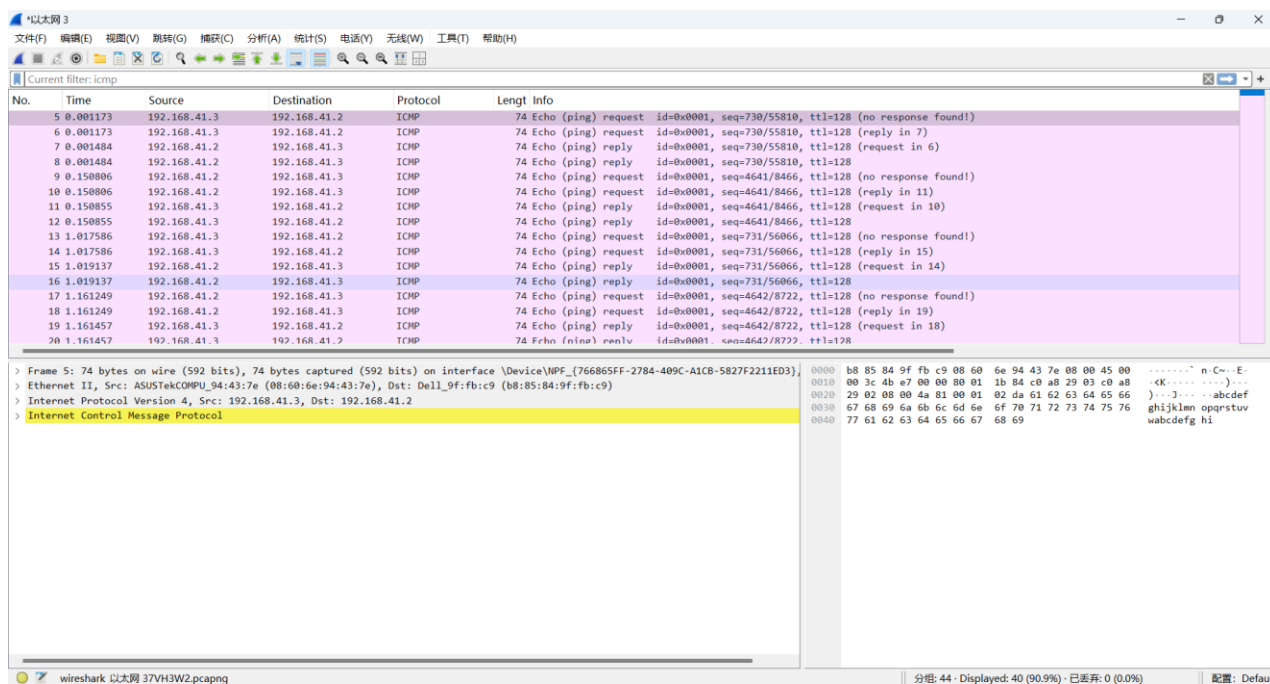 *以太网 3
文件(F) 编辑(E) 视图(V) 跳转(G) 捕获(C) 分析(A) 统计(S) 电话(Y) 无线(W) 工具(T) 帮助(H)
Current filter: icmp
No. Time Source Destination Protocol Lengt Info
5 0.001173 192.168.41.3 192.168.41.2 ICMP 74 Echo (ping) request id=0x0001, seq=730/55810, ttl=128 (no response found!)
6 0.001173 192.168.41.3 192.168.41.2 ICMP 74 Echo (ping) request id=0x0001, seq=730/55810, ttl=128 (reply in 7)
7 0.001484 192.168.41.2 192.168.41.3 ICMP 74 Echo (ping) reply id=0x0001, seq=730/55810, ttl=128 (request in 6)
8 0.001484 192.168.41.2 192.168.41.3 ICMP 74 Echo (ping) reply id=0x0001, seq=730/55810, ttl=128
9 0.150806 192.168.41.2 192.168.41.3 ICMP 74 Echo (ping) request id=0x0001, seq=4641/8466, ttl=128 (no response found!)
10 0.150806 192.168.41.2 192.168.41.3 ICMP 74 Echo (ping) request id=0x0001, seq=4641/8466, ttl=128 (reply in 11)
11 0.150855 192.168.41.3 192.168.41.2 ICMP 74 Echo (ping) reply id=0x0001, seq=4641/8466, ttl=128 (request in 10)
12 0.150855 192.168.41.3 192.168.41.2 ICMP 74 Echo (ping) reply id=0x0001, seq=4641/8466, ttl=128
13 1.017586 192.168.41.3 192.168.41.2 ICMP 74 Echo (ping) request id=0x0001, seq=731/56066, ttl=128 (no response found!)
14 1.017586 192.168.41.3 192.168.41.2 ICMP 74 Echo (ping) request id=0x0001, seq=731/56066, ttl=128 (reply in 15)
15 1.019137 192.168.41.2 192.168.41.3 ICMP 74 Echo (ping) reply id=0x0001, seq=731/56066, ttl=128 (request in 14)
16 1.019137 192.168.41.2 192.168.41.3 ICMP 74 Echo (ping) reply id=0x0001, seq=731/56066, ttl=128
17 1.161249 192.168.41.2 192.168.41.3 ICMP 74 Echo (ping) request id=0x0001, seq=4642/8722, ttl=128 (no response found!)
18 1.161249 192.168.41.2 192.168.41.3 ICMP 74 Echo (ping) request id=0x0001, seq=4642/8722, ttl=128 (reply in 19)
19 1.161457 192.168.41.3 192.168.41.2 ICMP 74 Echo (ping) reply id=0x0001, seq=4642/8722, ttl=128 (request in 18)
20 1.161457 192.168.41.3 192.168.41.2 ICMP 74 Echo (ping) reply id=0x0001, seq=4642/8722, ttl=128
> Frame 5: 74 bytes on wire (592 bits), 74 bytes captured (592 bits) on interface \Device\NPF_{766865FF-2784-409C-A1CB-5827F2211ED3},
> Ethernet II, Src: ASUSTekCOMPU_94:43:7e (08:60:6e:94:43:7e), Dst: Dell_9f:fb:c9 (b8:85:84:9f:fb:c9)
> Internet Protocol Version 4, Src: 192.168.41.3, Dst: 192.168.41.2
> Internet Control Message Protocol
0000 b8 85 84 9f fb c9 08 60 6e 94 43 7e 08 00 45 00 ·······` n·C~··E·
0010 00 3c 4b e7 00 00 80 01 1b 84 c0 a8 29 03 c0 a8 ·<K····· ····)···
0020 29 02 08 00 4a 81 00 01 02 da 61 62 63 64 65 66 )···J··· ··abcdef
0030 67 68 69 6a 6b 6c 6d 6e 6f 70 71 72 73 74 75 76 ghijklmn opqrstuv
0040 77 61 62 63 64 65 66 67 68 69 wabcdefg hi
wireshark 以太网 37VH3W2.pcapng 分组: 44 · Displayed: 40 (90.9%) · 已丢弃: 0 (0.0%) 配置: Defau